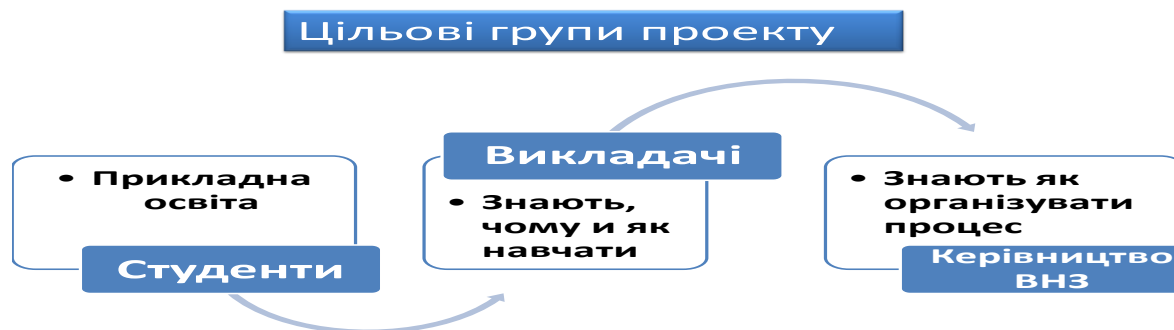 Цільові групи проекту
• Прикладна
освіта
Студенти
Викладачі
• Знають,
чому и як
навчати
• Знають як
організувати
процес
Керівництво
ВНЗ